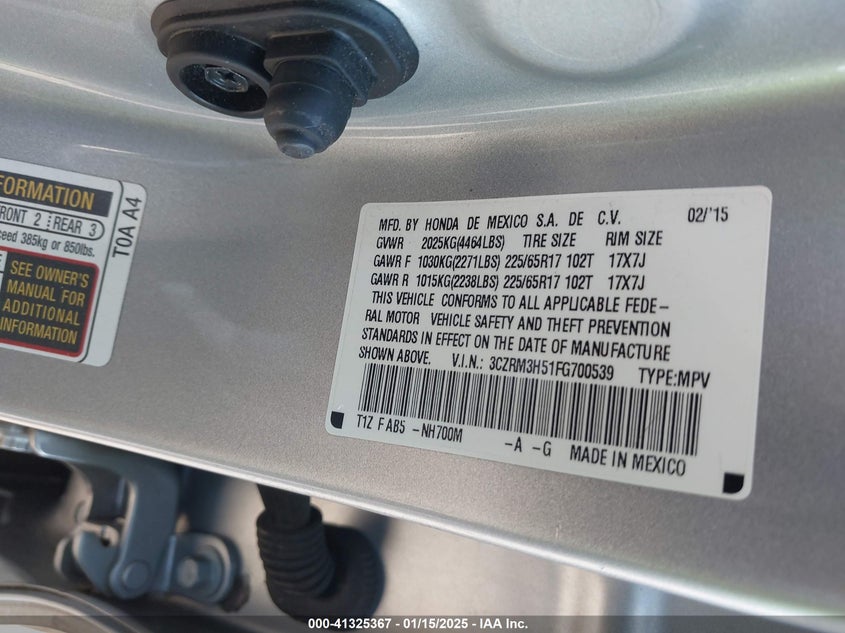 FORMATION
FRONT 2 REAR 3
ceed 385kg or 850lbs.
SEE OWNER'S
MANUAL FOR
ADDITIONAL
INFORMATION
T0A A4
MFD. BY HONDA DE MEXICO S.A. DE C.V. 02/'15
GVWR 2025KG(4464LBS) TIRE SIZE RIM SIZE
GAWR F 1030KG(2271LBS) 225/65R17 102T 17X7J
GAWR R 1015KG(2238LBS) 225/65R17 102T 17X7J
THIS VEHICLE CONFORMS TO ALL APPLICABLE FEDE-
RAL MOTOR VEHICLE SAFETY AND THEFT PREVENTION
STANDARDS IN EFFECT ON THE DATE OF MANUFACTURE
SHOWN ABOVE. V.I.N.: 3CZRM3H51FG700539 TYPE:MPV
T1Z F AB5 -NH700M -A -G MADE IN MEXICO
000-41325367 - 01/15/2025 - IAA Inc.